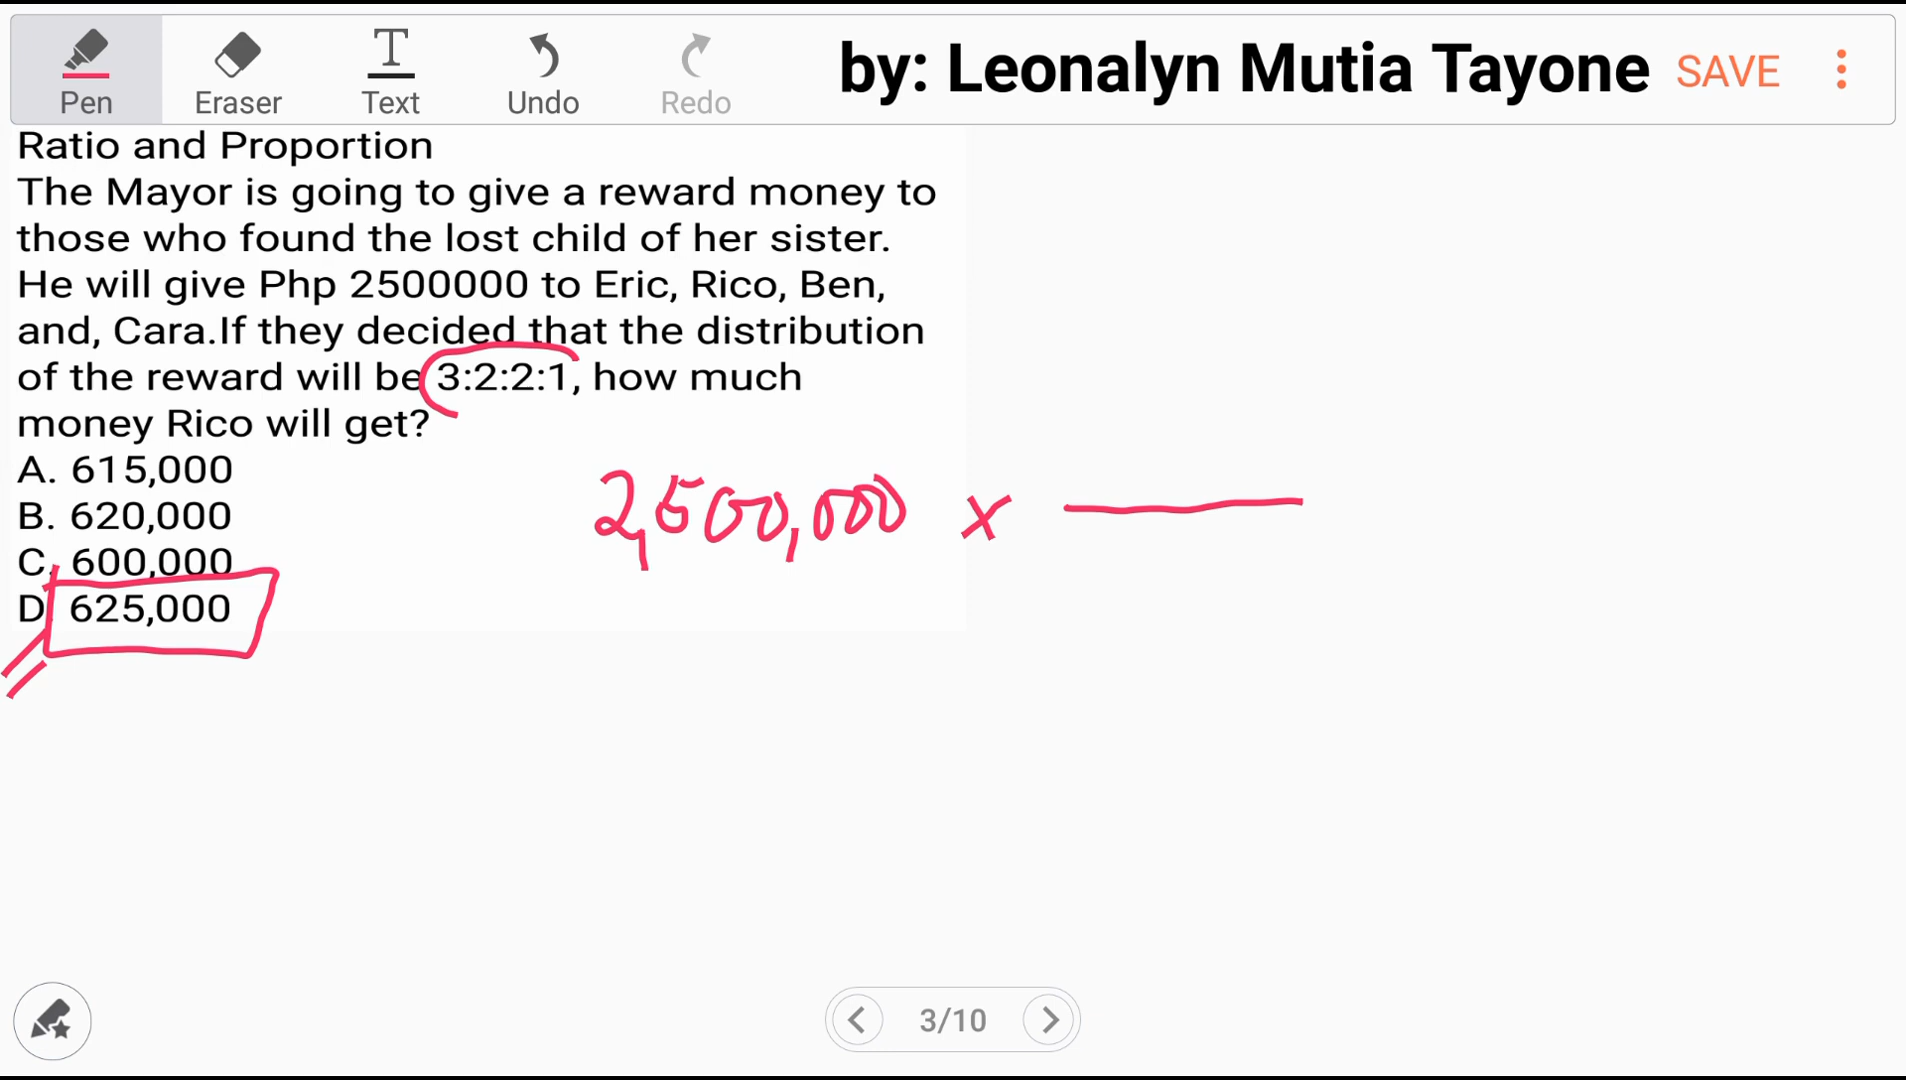 Pen
Eraser
Text
Undo
Redo
by: Leonalyn Mutia Tayone
SAVE
Ratio and Proportion
The Mayor is going to give a reward money to
those who found the lost child of her sister.
He will give Php 2500000 to Eric, Rico, Ben,
and, Cara.If they decided that the distribution
of the reward will be 3:2:2:1, how much
money Rico will get?
A. 615,000
B. 620,000
C. 600,000
D. 625,000
2,500,000 x
3/10